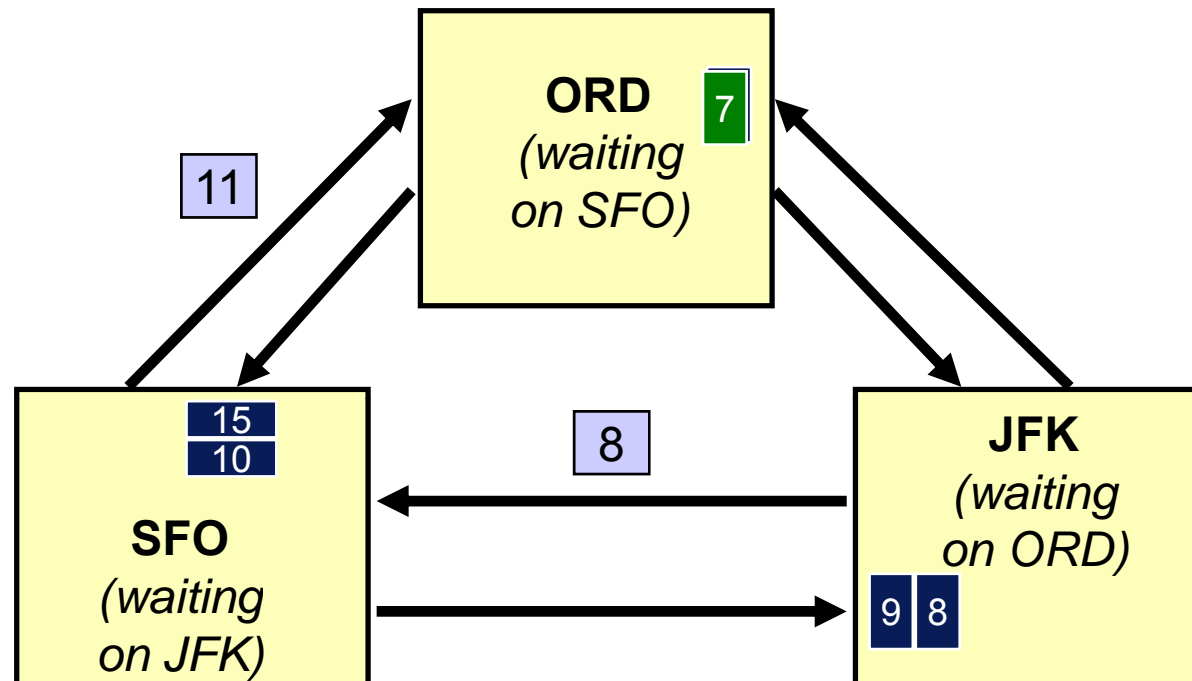 ORD
(waiting
on SFO)
7
11
15
10
SFO
(waiting
on JFK)
8
JFK
(waiting
on ORD)
9 8